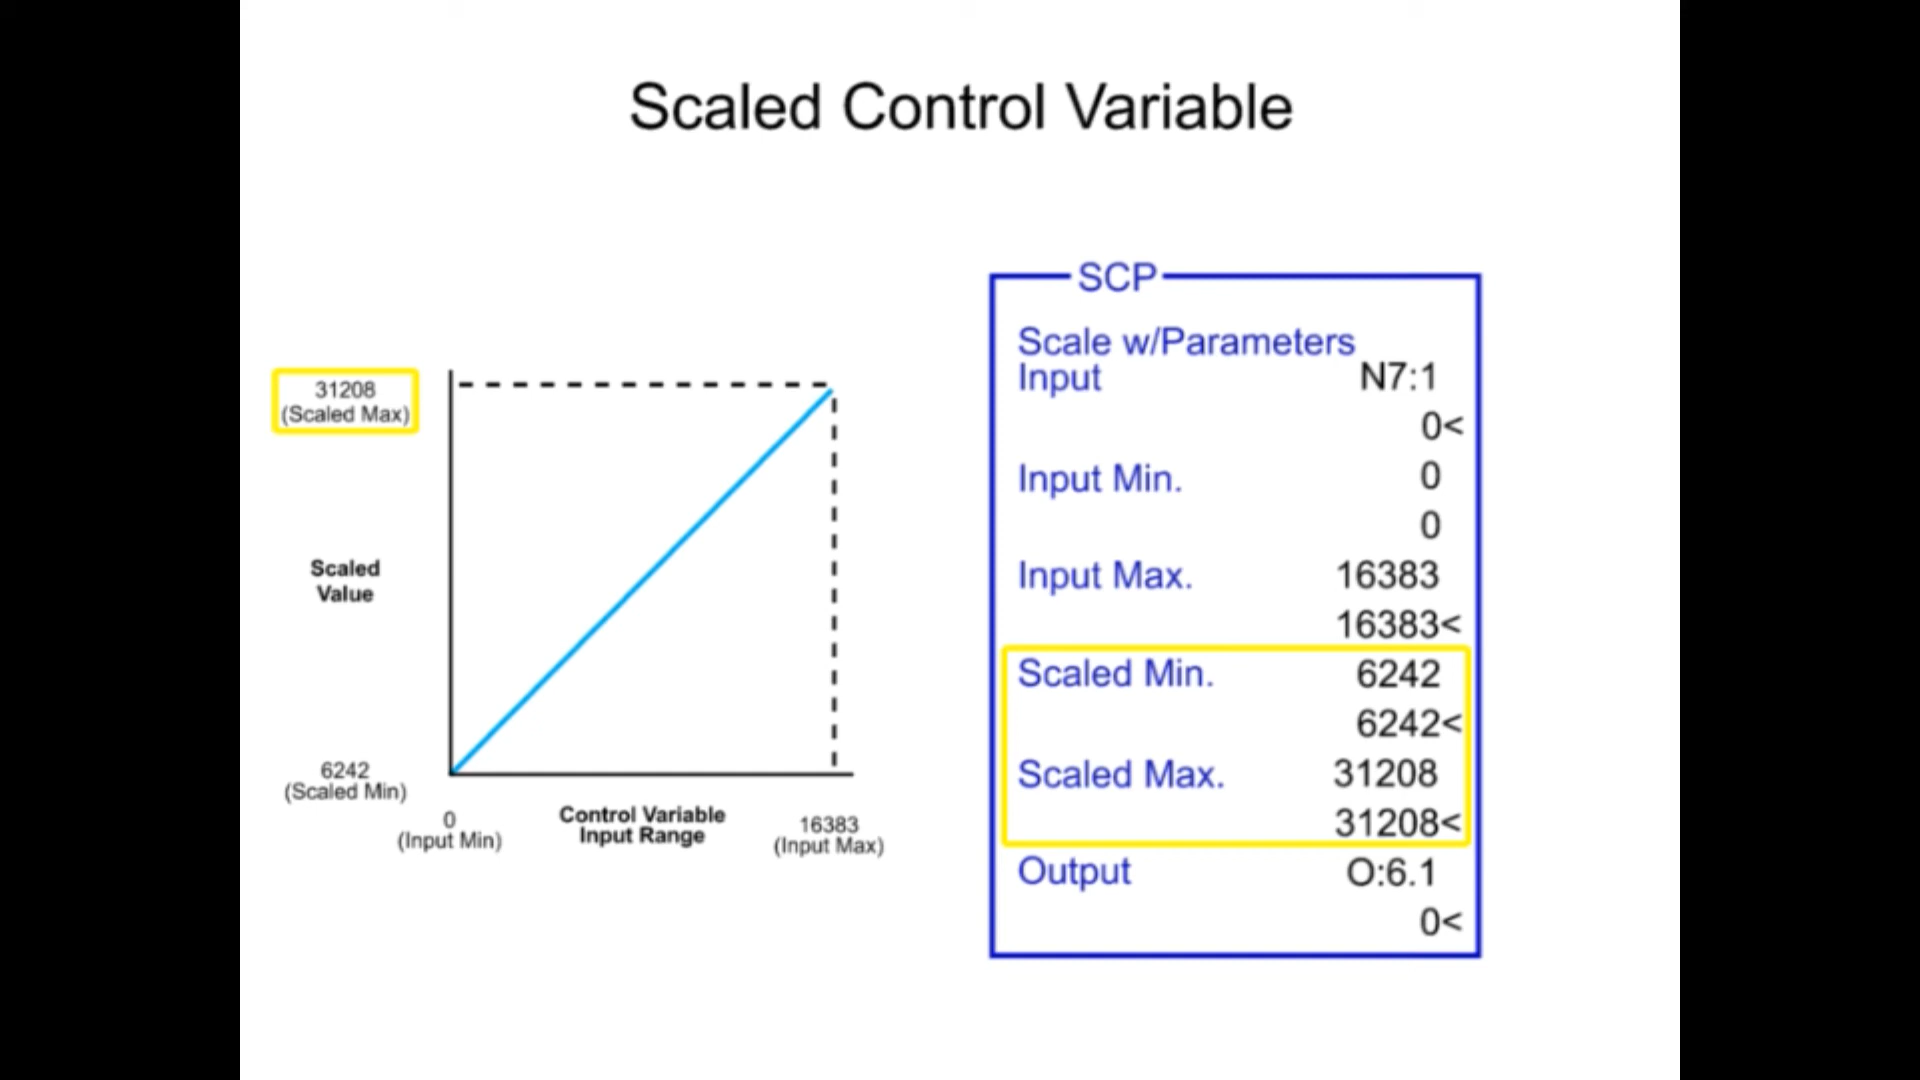 Scaled Control Variable
31208
(Scaled Max)
Scaled
Value
6242
(Scaled Min)
0
(Input Min)
Control Variable
Input Range
16383
(Input Max)
SCP
Scale w/Parameters
Input N7:1
0<
Input Min. 0
0
Input Max. 16383
16383<
Scaled Min. 6242
6242<
Scaled Max. 31208
31208<
Output O:6.1
0<